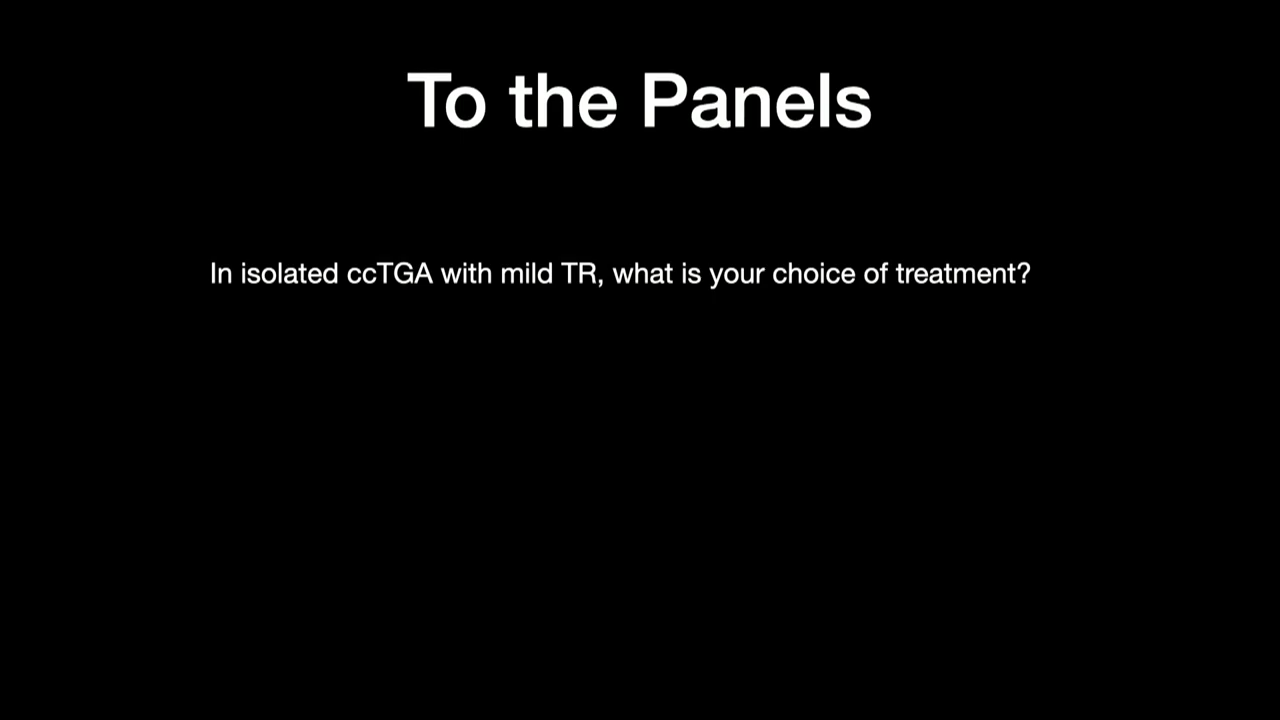 To the Panels
In isolated ccTGA with mild TR, what is your choice of treatment?